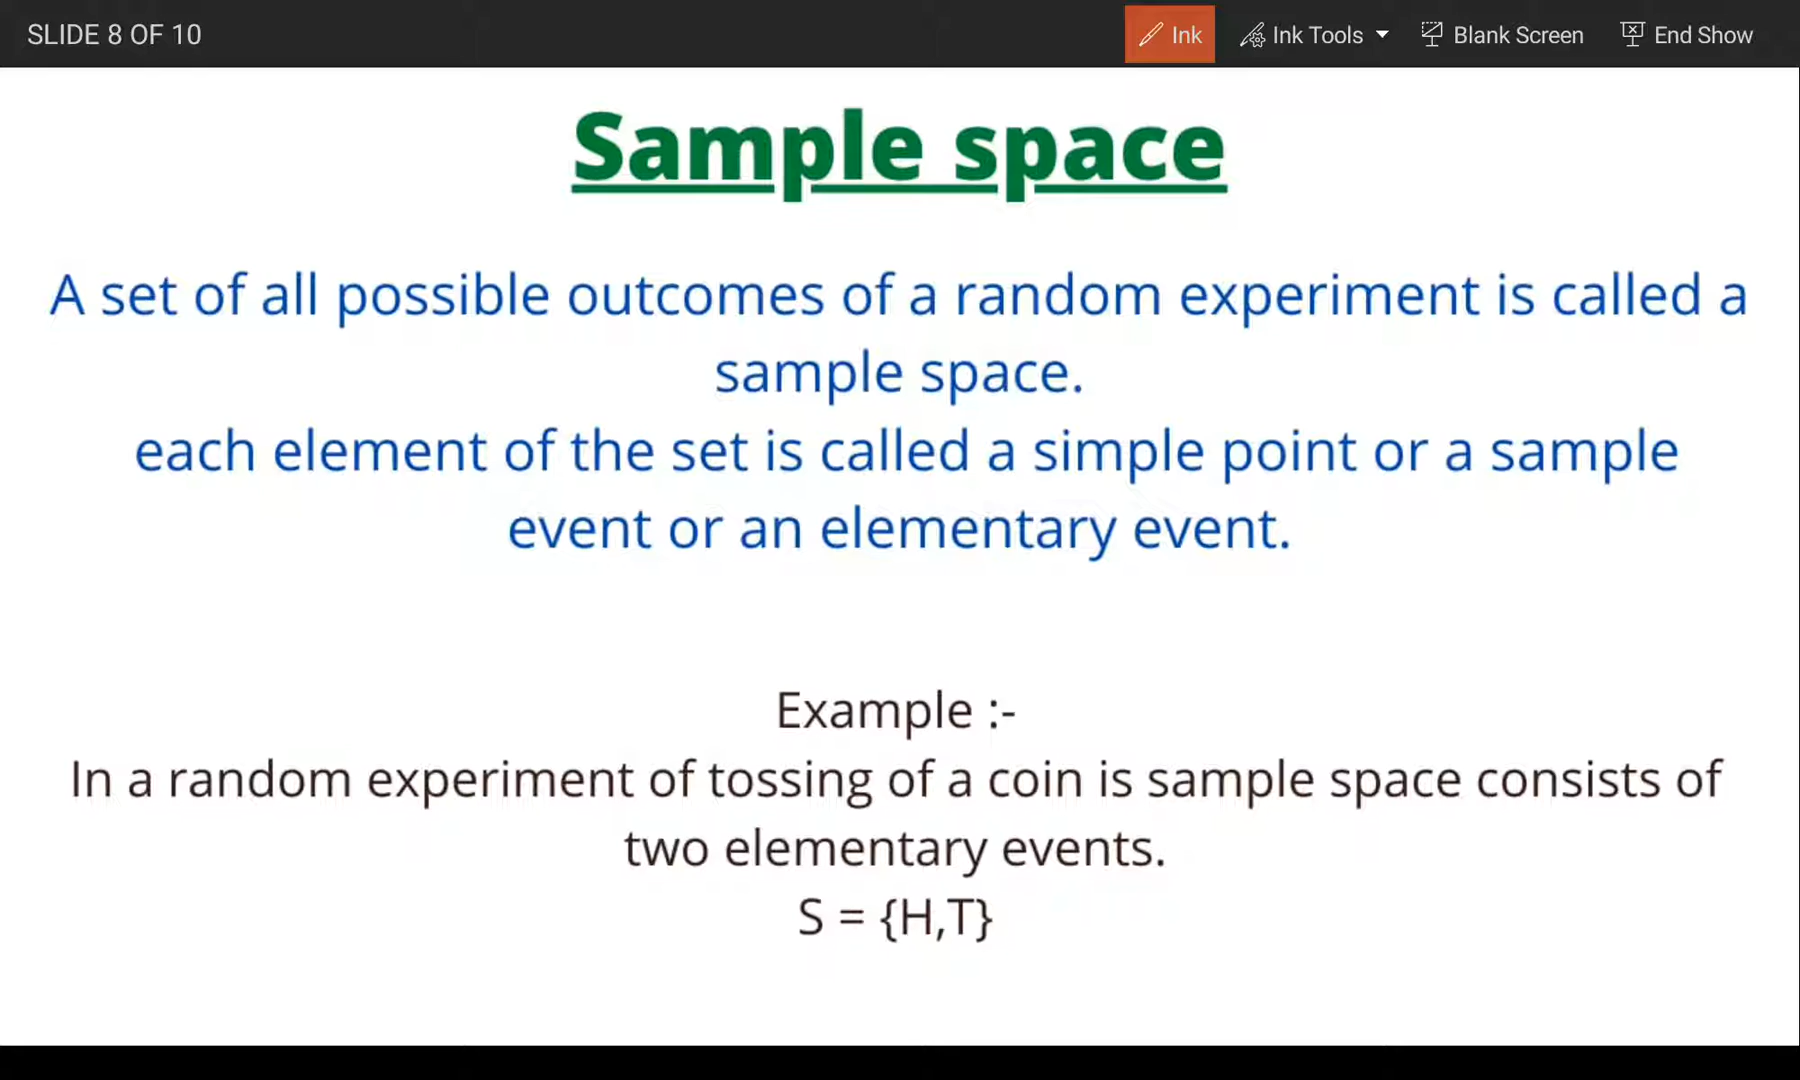 SLIDE 8 OF 10
Ink
Ink Tools
Blank Screen
End Show
Sample space
A set of all possible outcomes of a random experiment is called a
sample space.
each element of the set is called a simple point or a sample
event or an elementary event.
Example :-
In a random experiment of tossing of a coin is sample space consists of
two elementary events.
S = {H,T}